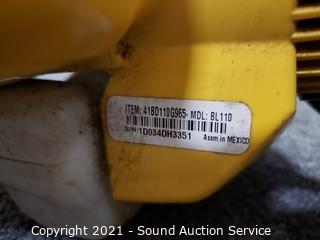 ITEM: 41BD110G965 MDL: BL110
S/N: 1D034DH3351 Assm in MEXICO
Copyright 2021 - Sound Auction Service